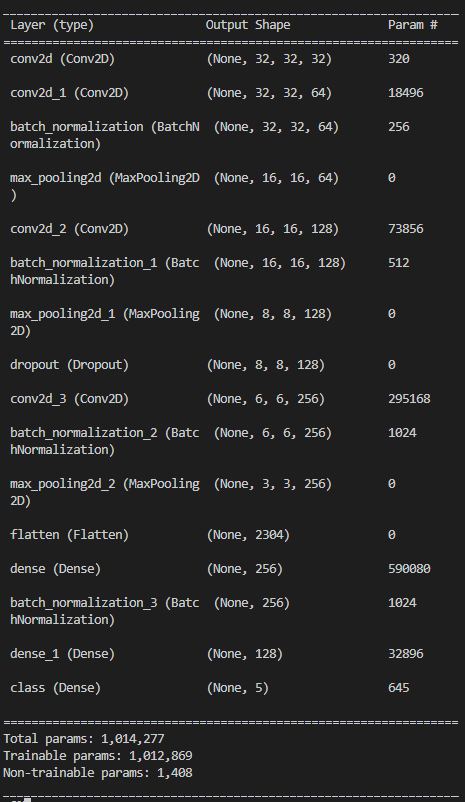 Layer (type) Output Shape Param #
conv2d (Conv2D) (None, 32, 32, 32) 320
conv2d_1 (Conv2D) (None, 32, 32, 64) 18496
batch_normalization (BatchN (None, 32, 32, 64) 256
ormalization)
max_pooling2d (MaxPooling2D (None, 16, 16, 64) 0
)
conv2d_2 (Conv2D) (None, 16, 16, 128) 73856
batch_normalization_1 (Batc (None, 16, 16, 128) 512
hNormalization)
max_pooling2d_1 (MaxPooling (None, 8, 8, 128) 0
2D)
dropout (Dropout) (None, 8, 8, 128) 0
conv2d_3 (Conv2D) (None, 6, 6, 256) 295168
batch_normalization_2 (Batc (None, 6, 6, 256) 1024
hNormalization)
max_pooling2d_2 (MaxPooling (None, 3, 3, 256) 0
2D)
flatten (Flatten) (None, 2304) 0
dense (Dense) (None, 256) 590080
batch_normalization_3 (Batc (None, 256) 1024
hNormalization)
dense_1 (Dense) (None, 128) 32896
class (Dense) (None, 5) 645
Total params: 1,014,277
Trainable params: 1,012,869
Non-trainable params: 1,408